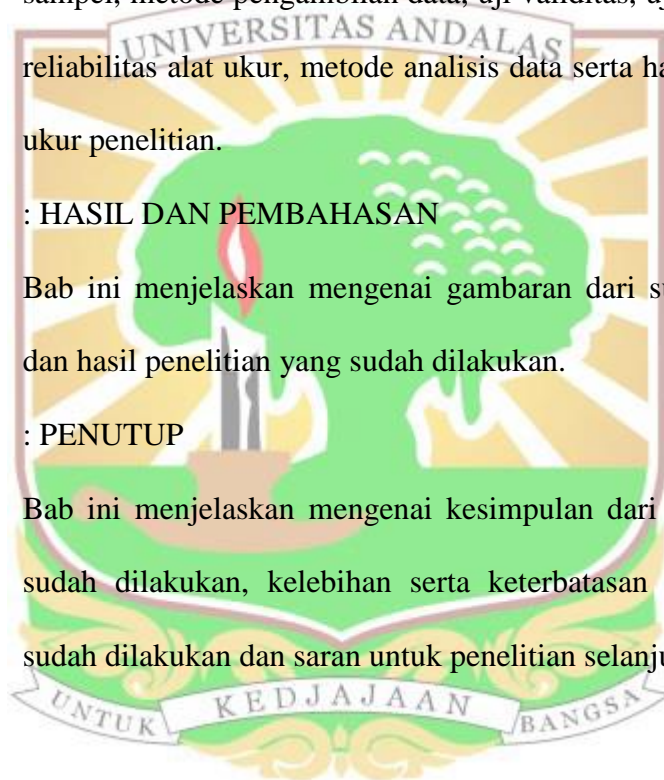 sampel, metode pengambilan data, uji validitas,
UNIVERSITAS ANDALAS
reliabilitas alat ukur, metode analisis data serta
ukur penelitian.
: HASIL DAN PEMBAHASAN
Bab ini menjelaskan mengenai gambaran dari
dan hasil penelitian yang sudah dilakukan.
: PENUTUP
Bab ini menjelaskan mengenai kesimpulan dari
sudah dilakukan, kelebihan serta keterbatasan
sudah dilakukan dan saran untuk penelitian
UNTUK KEDJAJAAN BANGSA